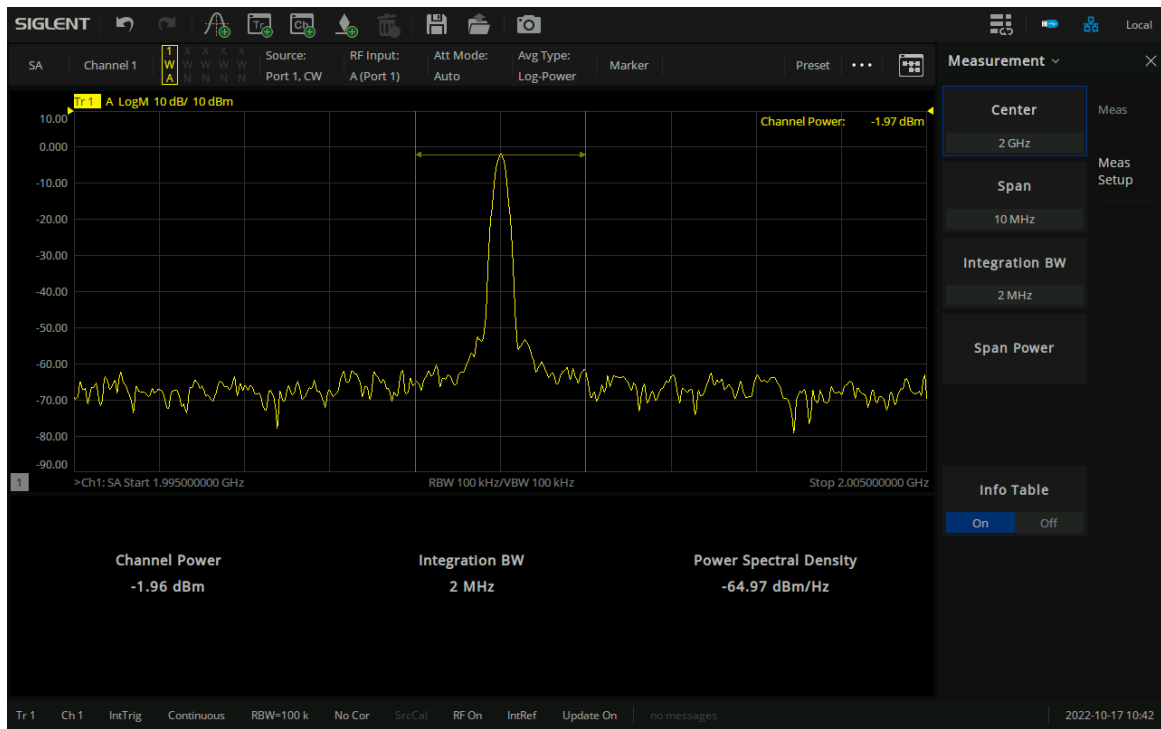 SIGLENT Tr Ch Local
SA Channel 1 1 W A X W N X W N X W N X W N Source: Port 1, CW RF Input: A (Port 1) Att Mode: Auto Avg Type: Log-Power Marker Preset ••• Measurement
Tr 1 A LogM 10 dB/ 10 dBm
Channel Power: -1.97 dBm
10.00
0.000
-10.00
-20.00
-30.00
-40.00
-50.00
-60.00
-70.00
-80.00
-90.00
1 >Ch1: SA Start 1.995000000 GHz RBW 100 kHz/VBW 100 kHz Stop 2.005000000 GHz
Channel Power Integration BW Power Spectral Density
-1.96 dBm 2 MHz -64.97 dBm/Hz
Center
2 GHz
Span
10 MHz
Integration BW
2 MHz
Span Power
Info Table
On Off
Meas
Meas
Setup
Tr 1 Ch 1 IntTrig Continuous RBW=100 k No Cor SrcCal RF On IntRef Update On no messages 2022-10-17 10:42